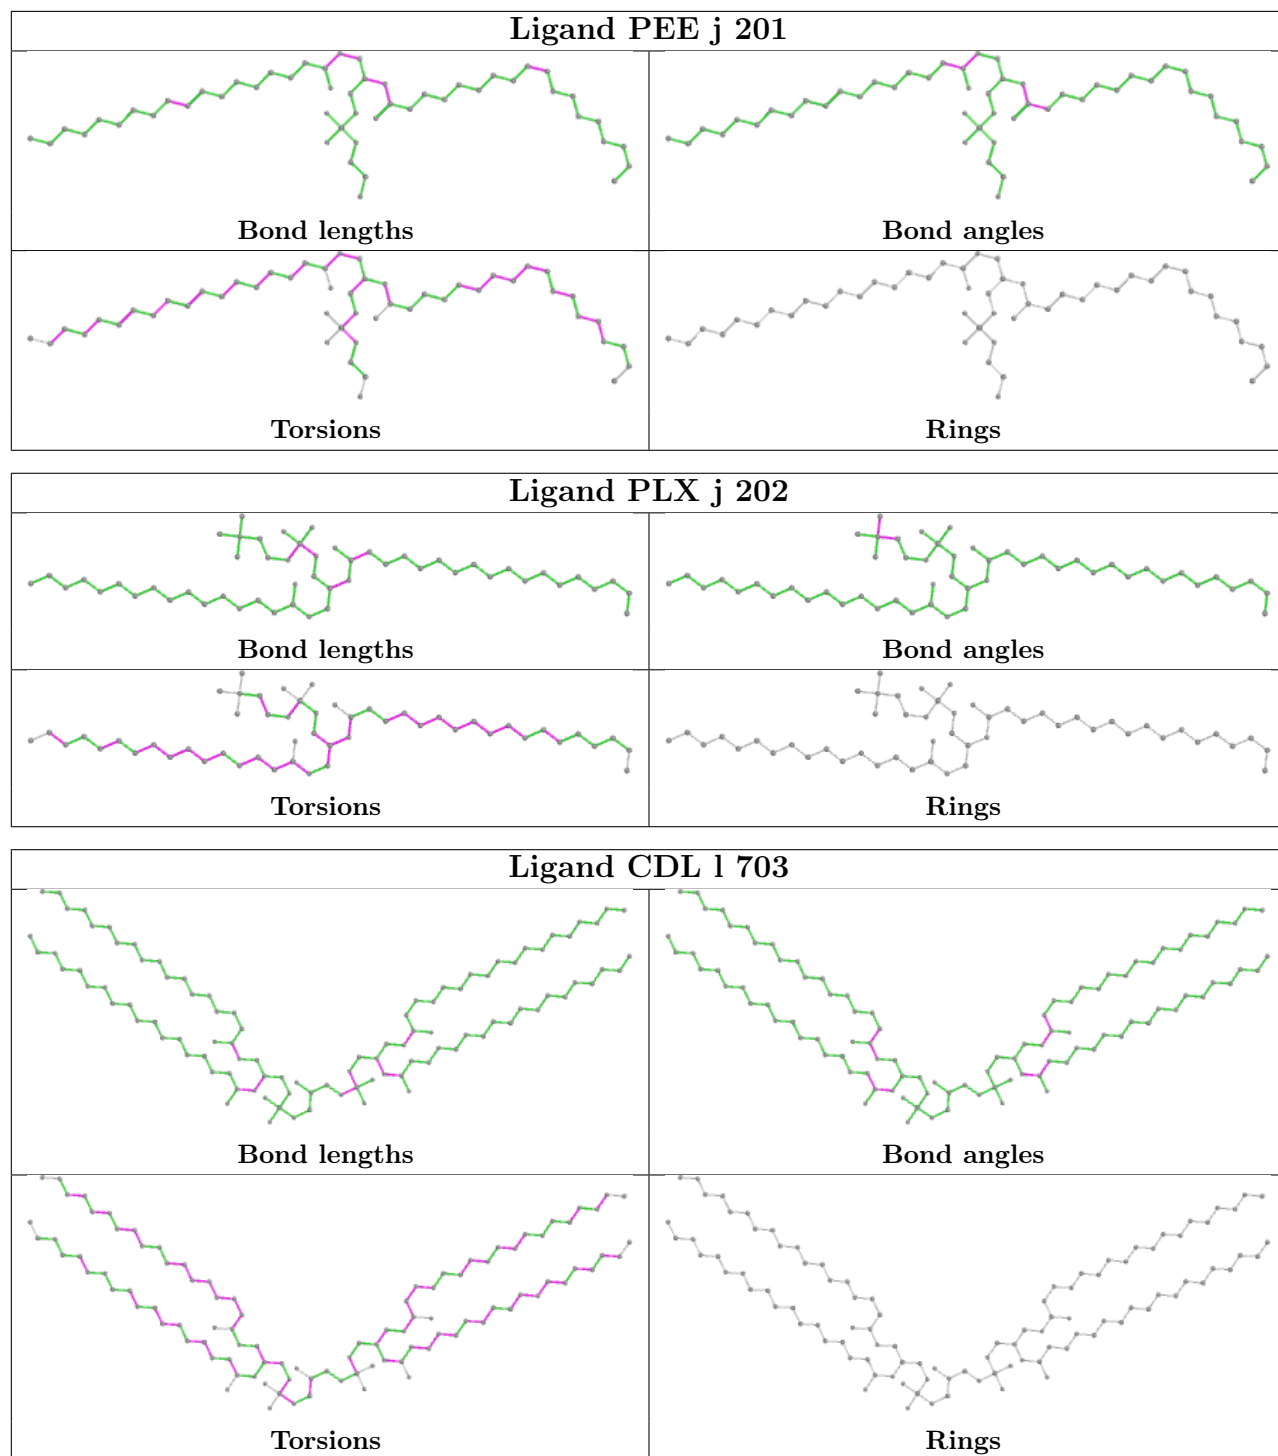 Ligand PEE j 201
Bond lengths
Bond angles
Torsions
Rings
Ligand PLX j 202
Bond lengths
Bond angles
Torsions
Rings
Ligand CDL l 703
Bond lengths
Bond angles
Torsions
Rings